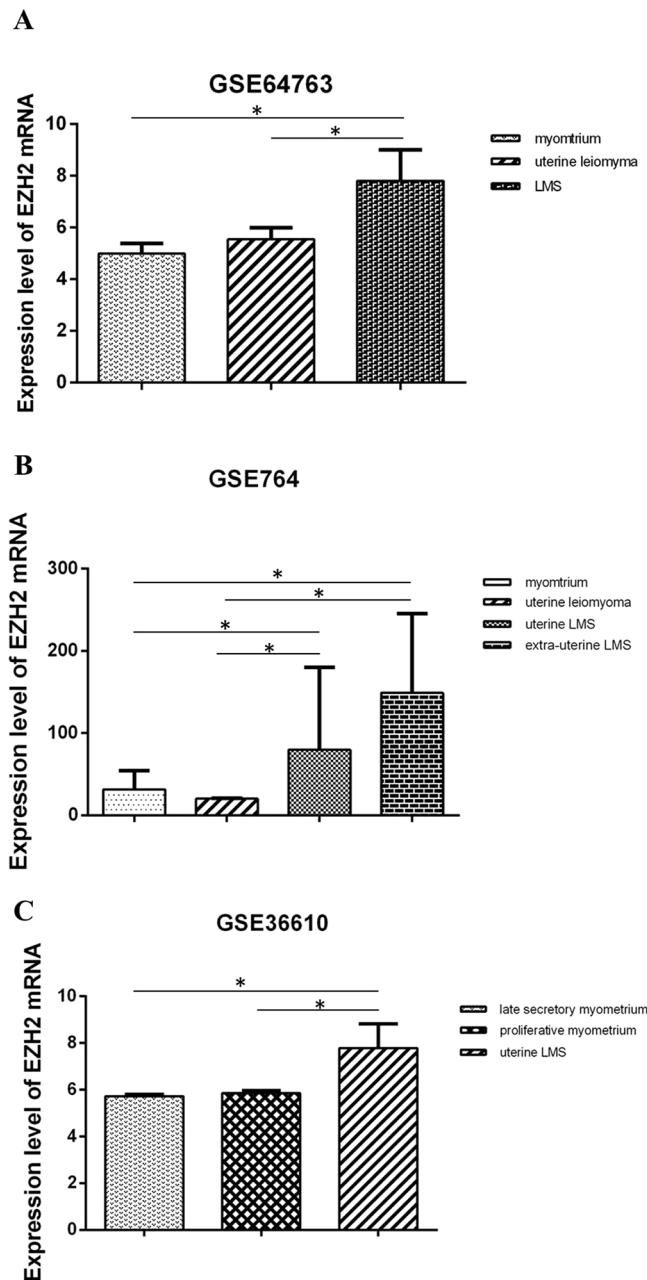 A
GSE64763
Expression level of EZH2 mRNA
10
8
6
4
2
0
*
*
myomtrium
uterine leiomyma
LMS
B
GSE764
Expression level of EZH2 mRNA
300
200
100
0
*
*
*
*
myomtrium
uterine leiomyoma
uterine LMS
extra-uterine LMS
C
GSE36610
Expression level of EZH2 mRNA
10
8
6
4
2
0
*
*
late secretory myometrium
proliferative myometrium
uterine LMS